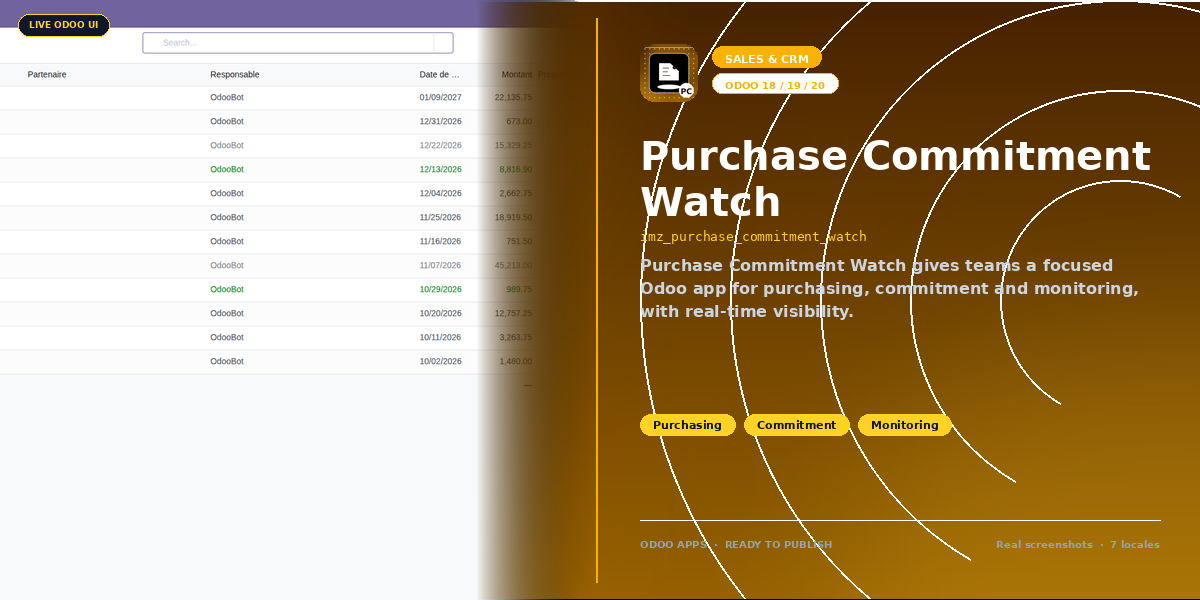 LIVE ODOO UI
Search...
Partenaire Responsable Date de ... Montant
OdooBot 01/09/2027 22,135.75
OdooBot 12/31/2026 673.00
OdooBot 12/22/2026 15,329.25
OdooBot 12/13/2026 8,816.90
OdooBot 12/04/2026 2,662.75
OdooBot 11/25/2026 18,919.50
OdooBot 11/16/2026 751.50
OdooBot 11/07/2026 45,213.00
OdooBot 10/29/2026 989.75
OdooBot 10/20/2026 12,757.25
OdooBot 10/11/2026 3,263.75
OdooBot 10/02/2026 1,480.00
—
PC
SALES & CRM
ODOO 18 / 19 / 20
Purchase Commitment
Watch
imz_purchase_commitment_watch
Purchase Commitment Watch gives teams a focused
Odoo app for purchasing, commitment and monitoring,
with real-time visibility.
Purchasing Commitment Monitoring
ODOO APPS · READY TO PUBLISH
Real screenshots · 7 locales